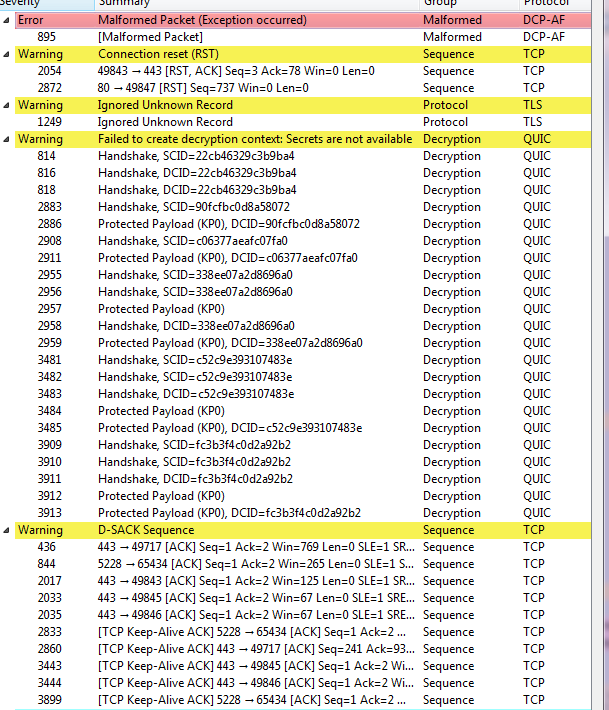 Severity Summary Group Protocol
Error Malformed Packet (Exception occurred) Malformed DCP-AF
895 [Malformed Packet] Malformed DCP-AF
Warning Connection reset (RST) Sequence TCP
2054 49843 → 443 [RST, ACK] Seq=3 Ack=78 Win=0 Len=0 Sequence TCP
2872 80 → 49847 [RST] Seq=737 Win=0 Len=0 Sequence TCP
Warning Ignored Unknown Record Protocol TLS
1249 Ignored Unknown Record Protocol TLS
Warning Failed to create decryption context: Secrets are not available Decryption QUIC
814 Handshake, SCID=22cb46329c3b9ba4 Decryption QUIC
816 Handshake, DCID=22cb46329c3b9ba4 Decryption QUIC
818 Handshake, DCID=22cb46329c3b9ba4 Decryption QUIC
2883 Handshake, SCID=90fcfbc0d8a58072 Decryption QUIC
2886 Protected Payload (KP0), DCID=90fcfbc0d8a58072 Decryption QUIC
2908 Handshake, SCID=c06377aeafc07fa0 Decryption QUIC
2911 Protected Payload (KP0), DCID=c06377aeafc07fa0 Decryption QUIC
2955 Handshake, SCID=338ee07a2d8696a0 Decryption QUIC
2956 Handshake, SCID=338ee07a2d8696a0 Decryption QUIC
2957 Protected Payload (KP0) Decryption QUIC
2958 Handshake, DCID=338ee07a2d8696a0 Decryption QUIC
2959 Protected Payload (KP0), DCID=338ee07a2d8696a0 Decryption QUIC
3481 Handshake, SCID=c52c9e393107483e Decryption QUIC
3482 Handshake, SCID=c52c9e393107483e Decryption QUIC
3483 Handshake, DCID=c52c9e393107483e Decryption QUIC
3484 Protected Payload (KP0) Decryption QUIC
3485 Protected Payload (KP0), DCID=c52c9e393107483e Decryption QUIC
3909 Handshake, SCID=fc3b3f4c0d2a92b2 Decryption QUIC
3910 Handshake, SCID=fc3b3f4c0d2a92b2 Decryption QUIC
3911 Handshake, DCID=fc3b3f4c0d2a92b2 Decryption QUIC
3912 Protected Payload (KP0) Decryption QUIC
3913 Protected Payload (KP0), DCID=fc3b3f4c0d2a92b2 Decryption QUIC
Warning D-SACK Sequence Sequence TCP
436 443 → 49717 [ACK] Seq=1 Ack=2 Win=769 Len=0 SLE=1 SR... Sequence TCP
844 5228 → 65434 [ACK] Seq=1 Ack=2 Win=265 Len=0 SLE=1 S... Sequence TCP
2017 443 → 49843 [ACK] Seq=1 Ack=2 Win=125 Len=0 SLE=1 SR... Sequence TCP
2033 443 → 49845 [ACK] Seq=1 Ack=2 Win=67 Len=0 SLE=1 SRE... Sequence TCP
2035 443 → 49846 [ACK] Seq=1 Ack=2 Win=67 Len=0 SLE=1 SRE... Sequence TCP
2833 [TCP Keep-Alive ACK] 5228 → 65434 [ACK] Seq=1 Ack=2 ... Sequence TCP
2860 [TCP Keep-Alive ACK] 443 → 49717 [ACK] Seq=241 Ack=93... Sequence TCP
3443 [TCP Keep-Alive ACK] 443 → 49845 [ACK] Seq=1 Ack=2 Wi... Sequence TCP
3444 [TCP Keep-Alive ACK] 443 → 49846 [ACK] Seq=1 Ack=2 Wi... Sequence TCP
3899 [TCP Keep-Alive ACK] 5228 → 65434 [ACK] Seq=1 Ack=2 ... Sequence TCP